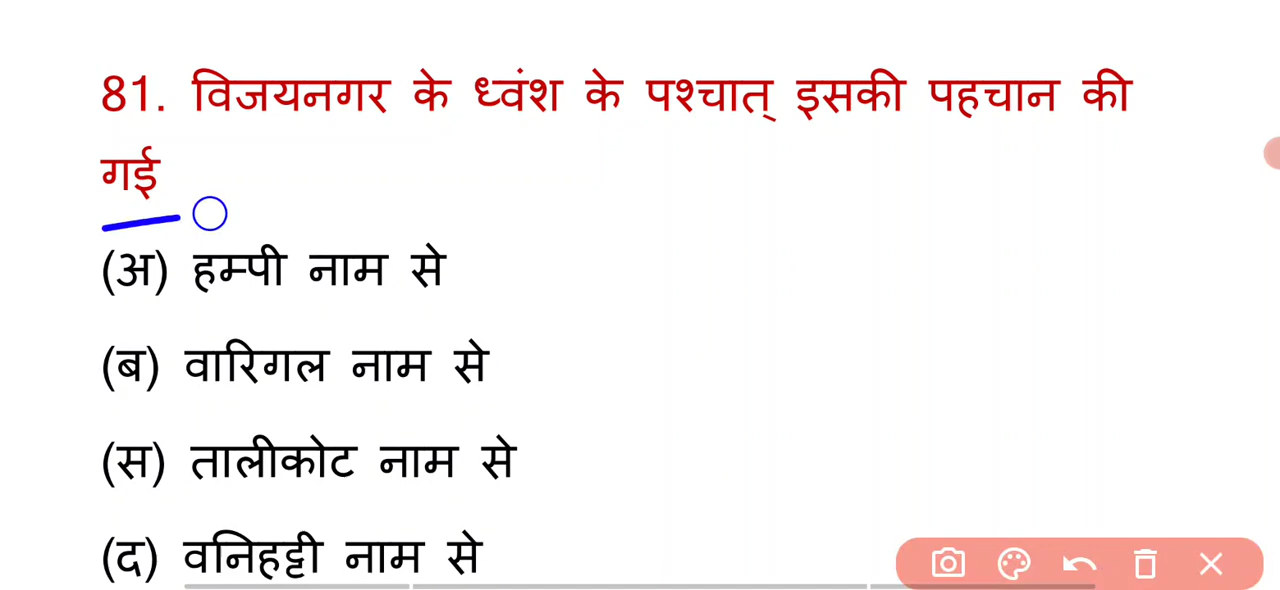 81. विजयनगर के ध्वंश के पश्चात् इसकी पहचान की
गई
(अ) हम्पी नाम से
(ब) वारिगल नाम से
(स) तालीकोट नाम से
(द) वनिहट्टी नाम से